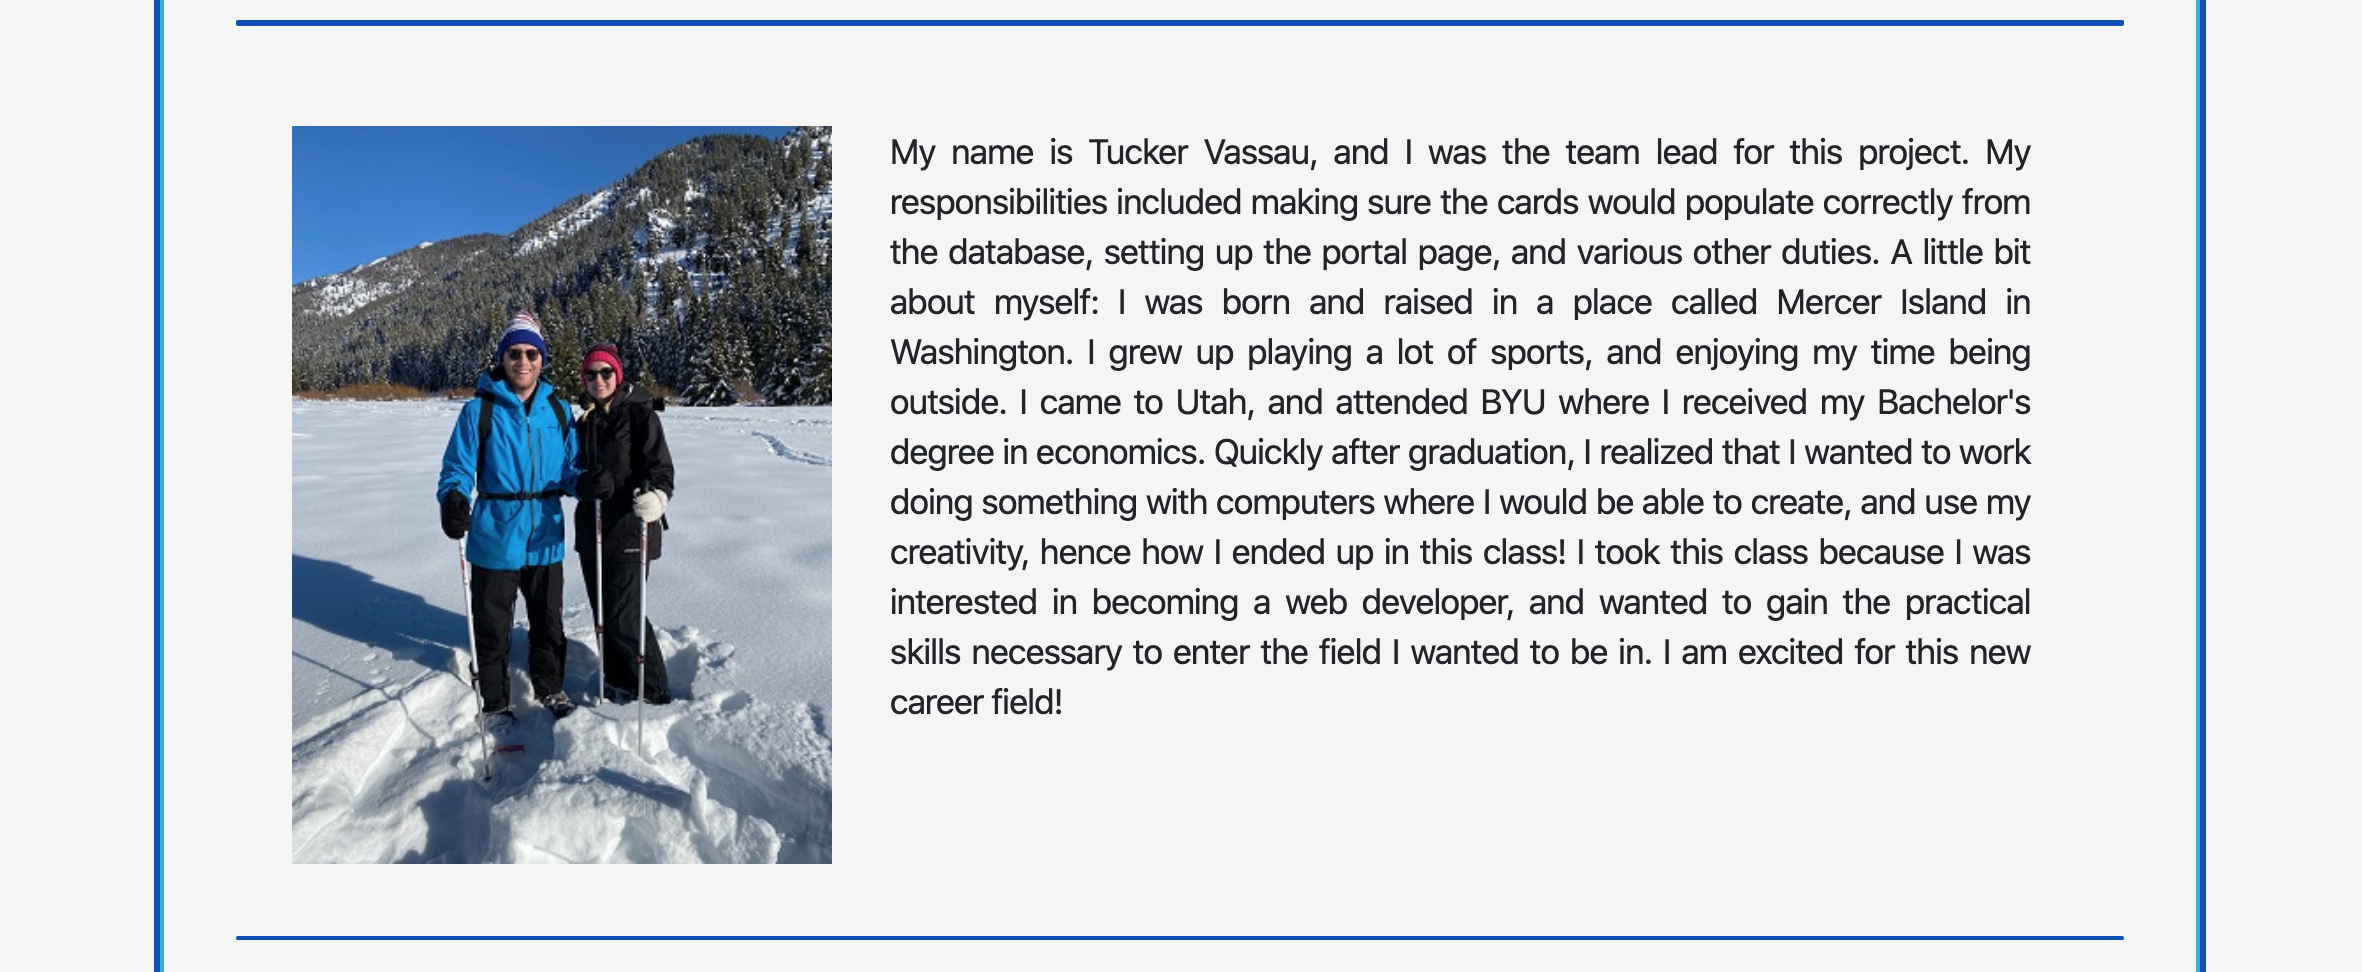 My name is Tucker Vassau, and I was the team lead for this project. My
responsibilities included making sure the cards would populate correctly from
the database, setting up the portal page, and various other duties. A little bit
about myself: I was born and raised in a place called Mercer Island in
Washington. I grew up playing a lot of sports, and enjoying my time being
outside. I came to Utah, and attended BYU where I received my Bachelor's
degree in economics. Quickly after graduation, I realized that I wanted to work
doing something with computers where I would be able to create, and use my
creativity, hence how I ended up in this class! I took this class because I was
interested in becoming a web developer, and wanted to gain the practical
skills necessary to enter the field I wanted to be in. I am excited for this new
career field!